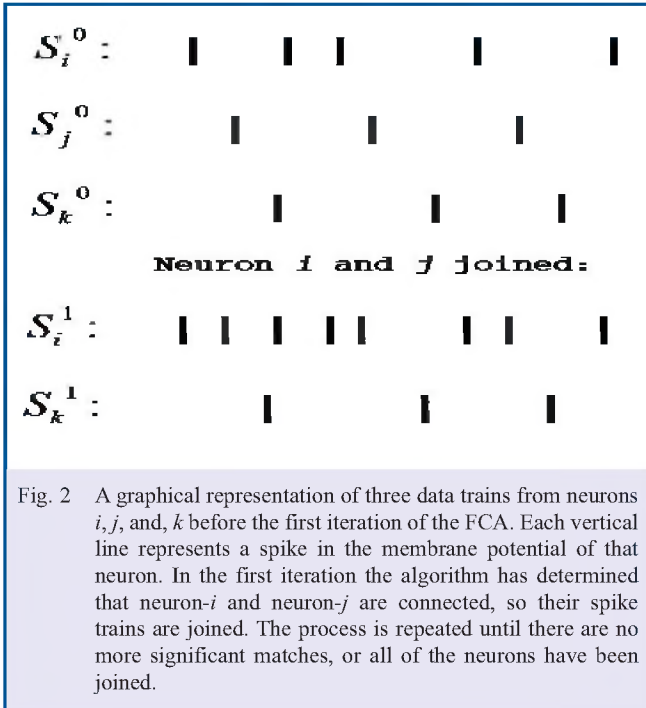 S_i^0 :
S_j^0 :
S_k^0 :
Neuron i and j joined:
S_i^1 :
S_k^1 :
Fig. 2 A graphical representation of three data trains from neurons
i, j, and, k before the first iteration of the FCA. Each vertical
line represents a spike in the membrane potential of that
neuron. In the first iteration the algorithm has determined
that neuron-i and neuron-j are connected, so their spike
trains are joined. The process is repeated until there are no
more significant matches, or all of the neurons have been
joined.